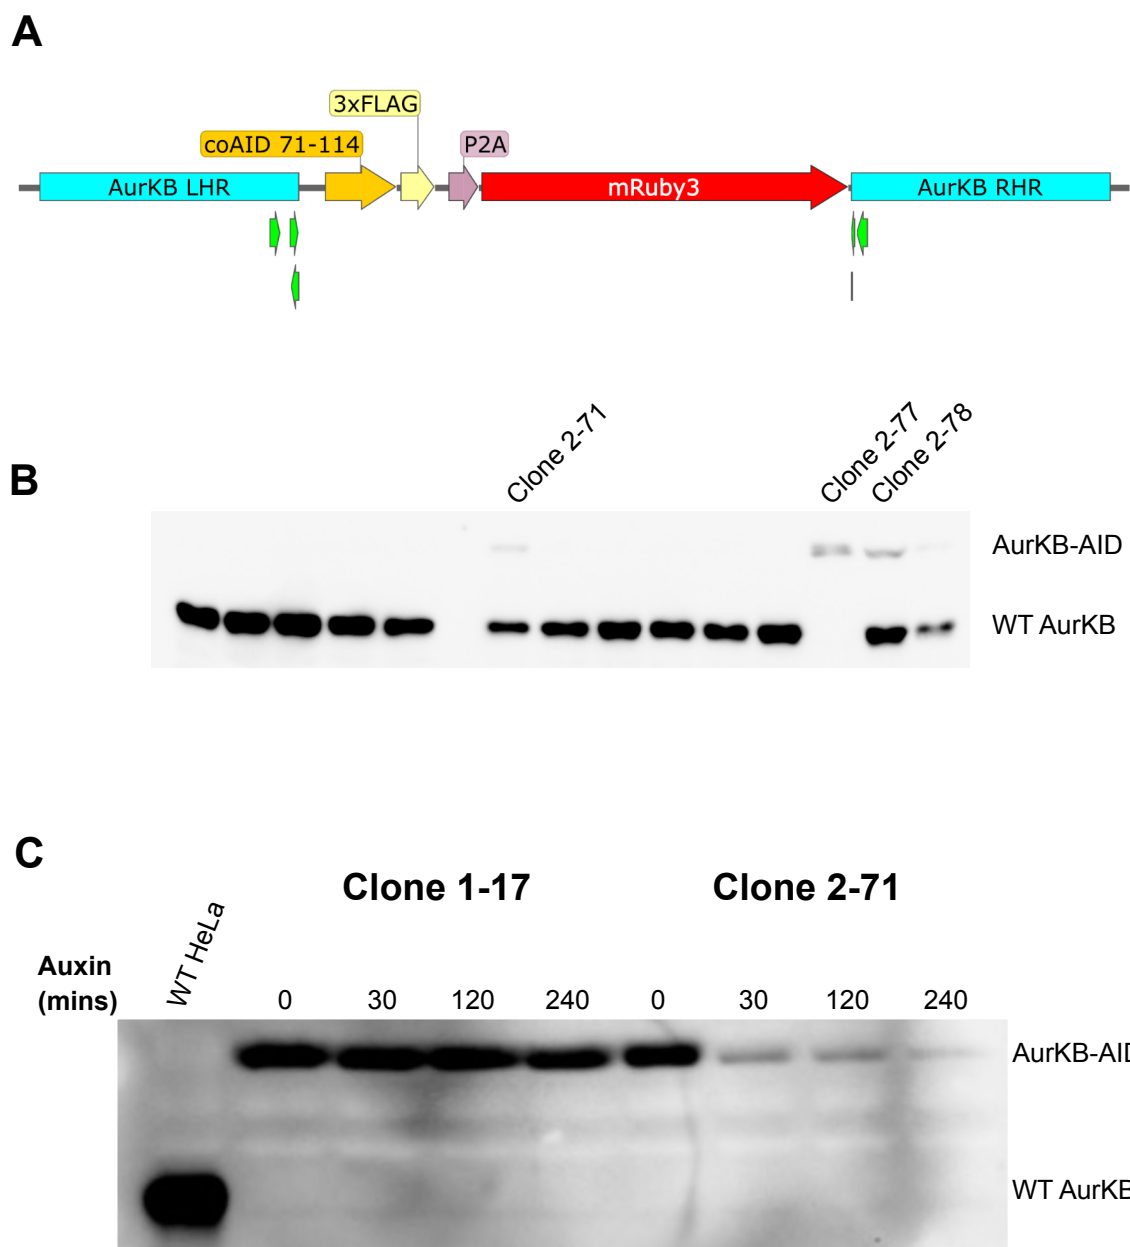 A
3xFLAG
coAID 71-114
P2A
AurKB LHR
mRuby3
AurKB RHR
B
Clone 2-71
Clone 2-77
Clone 2-78
AurKB-AID
WT AurKB
C
Clone 1-17
Clone 2-71
Auxin
(mins)
WT HeLa
0 30 120 240 0 30 120 240
AurKB-AID
WT AurKB